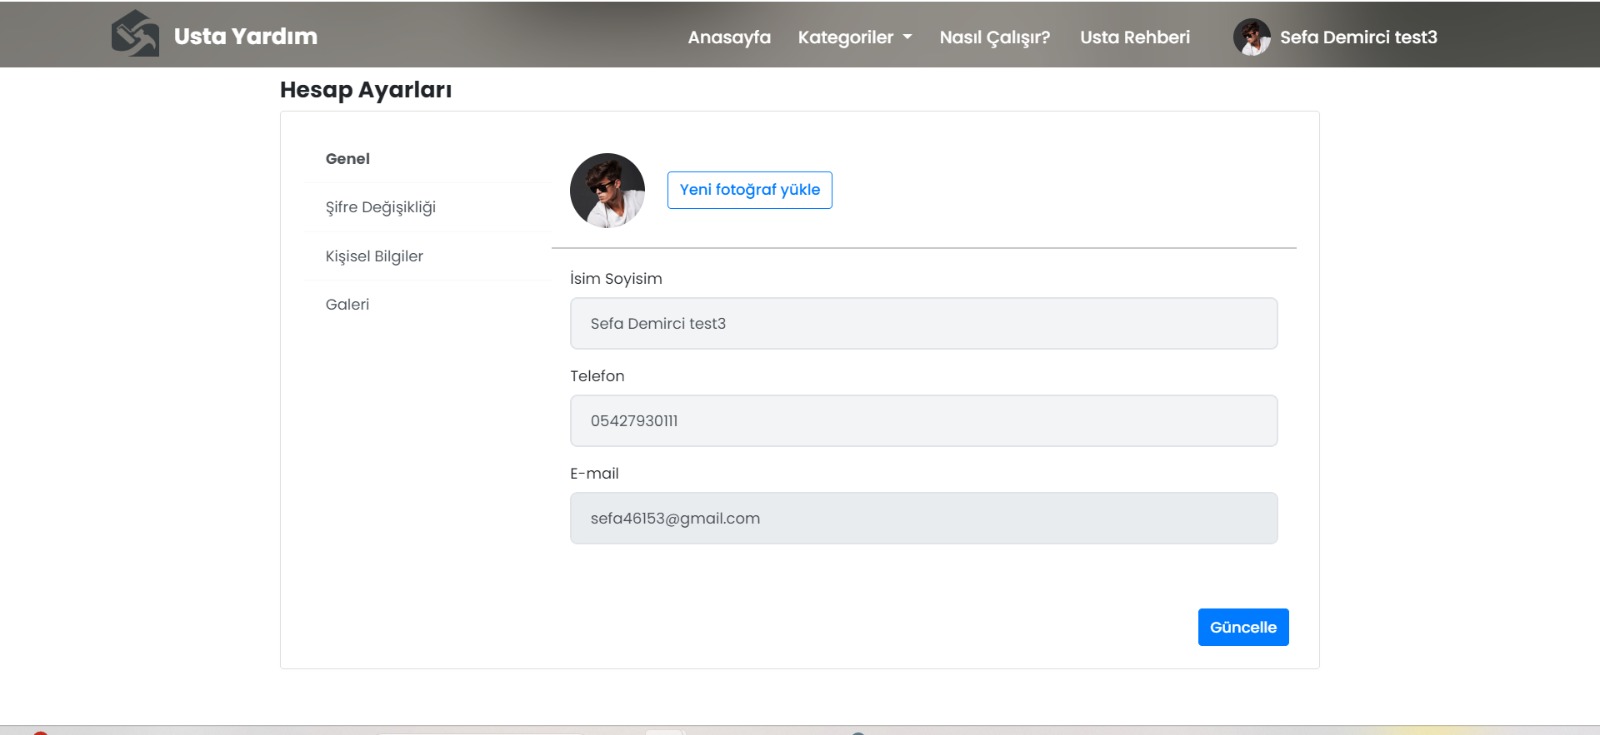 Usta Yardım
Anasayfa Kategoriler Nasıl Çalışır? Usta Rehberi Sefa Demirci test3
Hesap Ayarları
Genel
Şifre Değişikliği
Kişisel Bilgiler
Galeri
Yeni fotoğraf yükle
İsim Soyisim
Sefa Demirci test3
Telefon
05427930111
E-mail
sefa46153@gmail.com
Güncelle